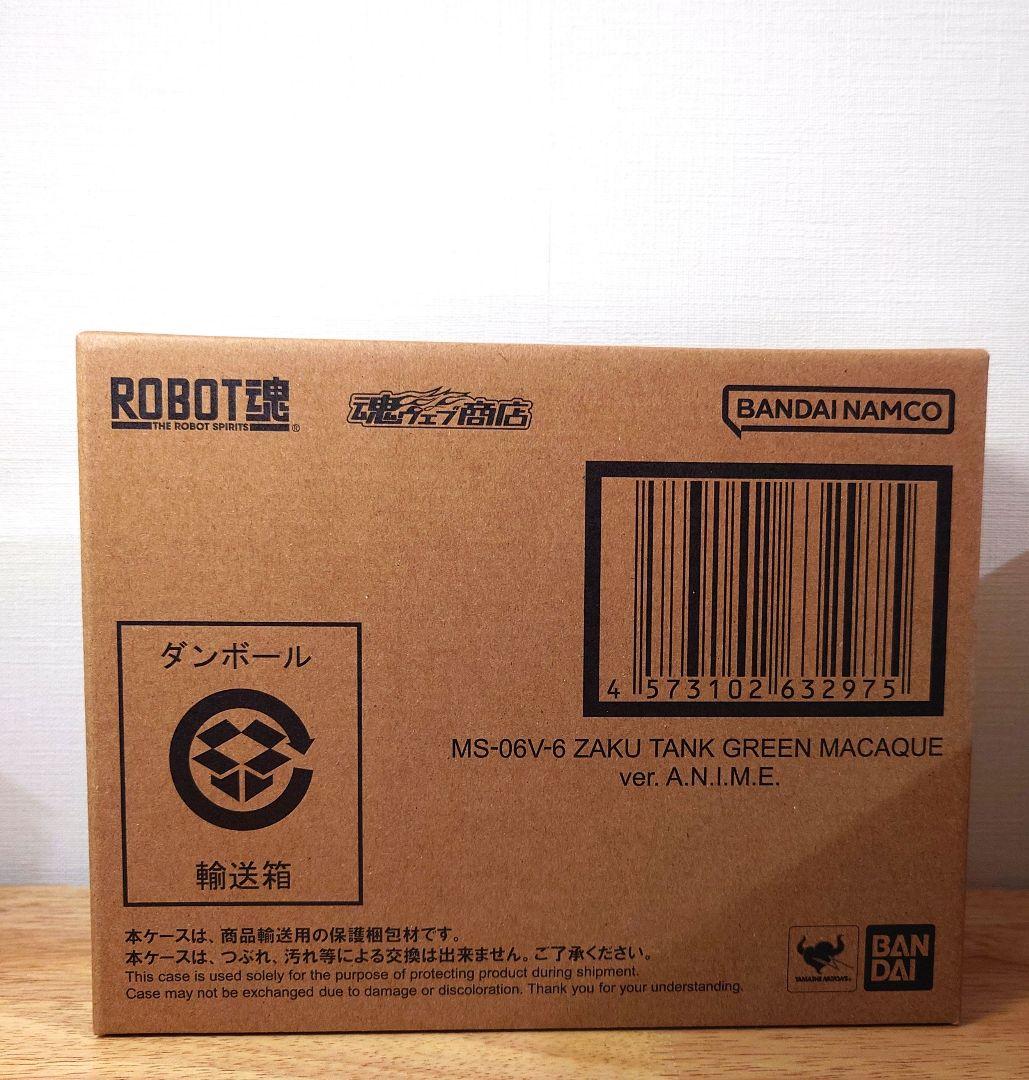 ROBOT魂
THE ROBOT SPIRITS ®
魂ウェブ商店
BANDAI NAMCO
4 573102 632975
MS-06V-6 ZAKU TANK GREEN MACAQUE
ver. A.N.I.M.E.
ダンボール
輸送箱
本ケースは、商品輸送用の保護梱包材です。
本ケースは、つぶれ、汚れ等による交換は出来ません。ご了承ください。
This case is used solely for the purpose of protecting product during shipment.
Case may not be exchanged due to damage or discoloration. Thank you for your understanding.
TAMASHII NATIONS®
BAN
DAI